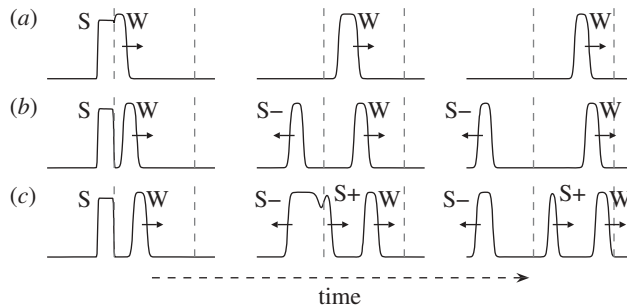 (a) S W W W
(b) S W S– W S– W
(c) S W S– S+ W S– S+ W
time